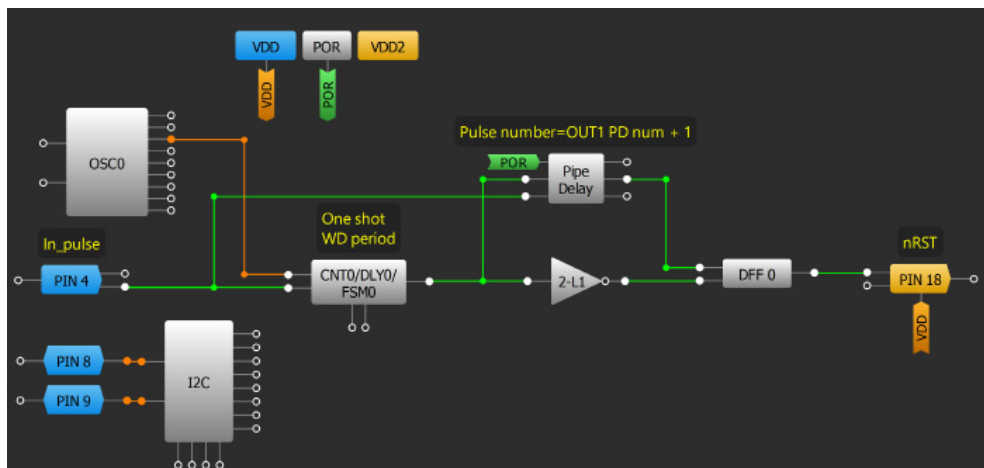 VDD
POR
VDD2
VDD
POR
OSC0
Pulse number=OUT1 PD num + 1
POR
Pipe
Delay
One shot
WD period
In_pulse
PIN 4
CNT0/DLY0/
FSM0
2-L1
DFF 0
nRST
PIN 18
VDD
PIN 8
PIN 9
I2C